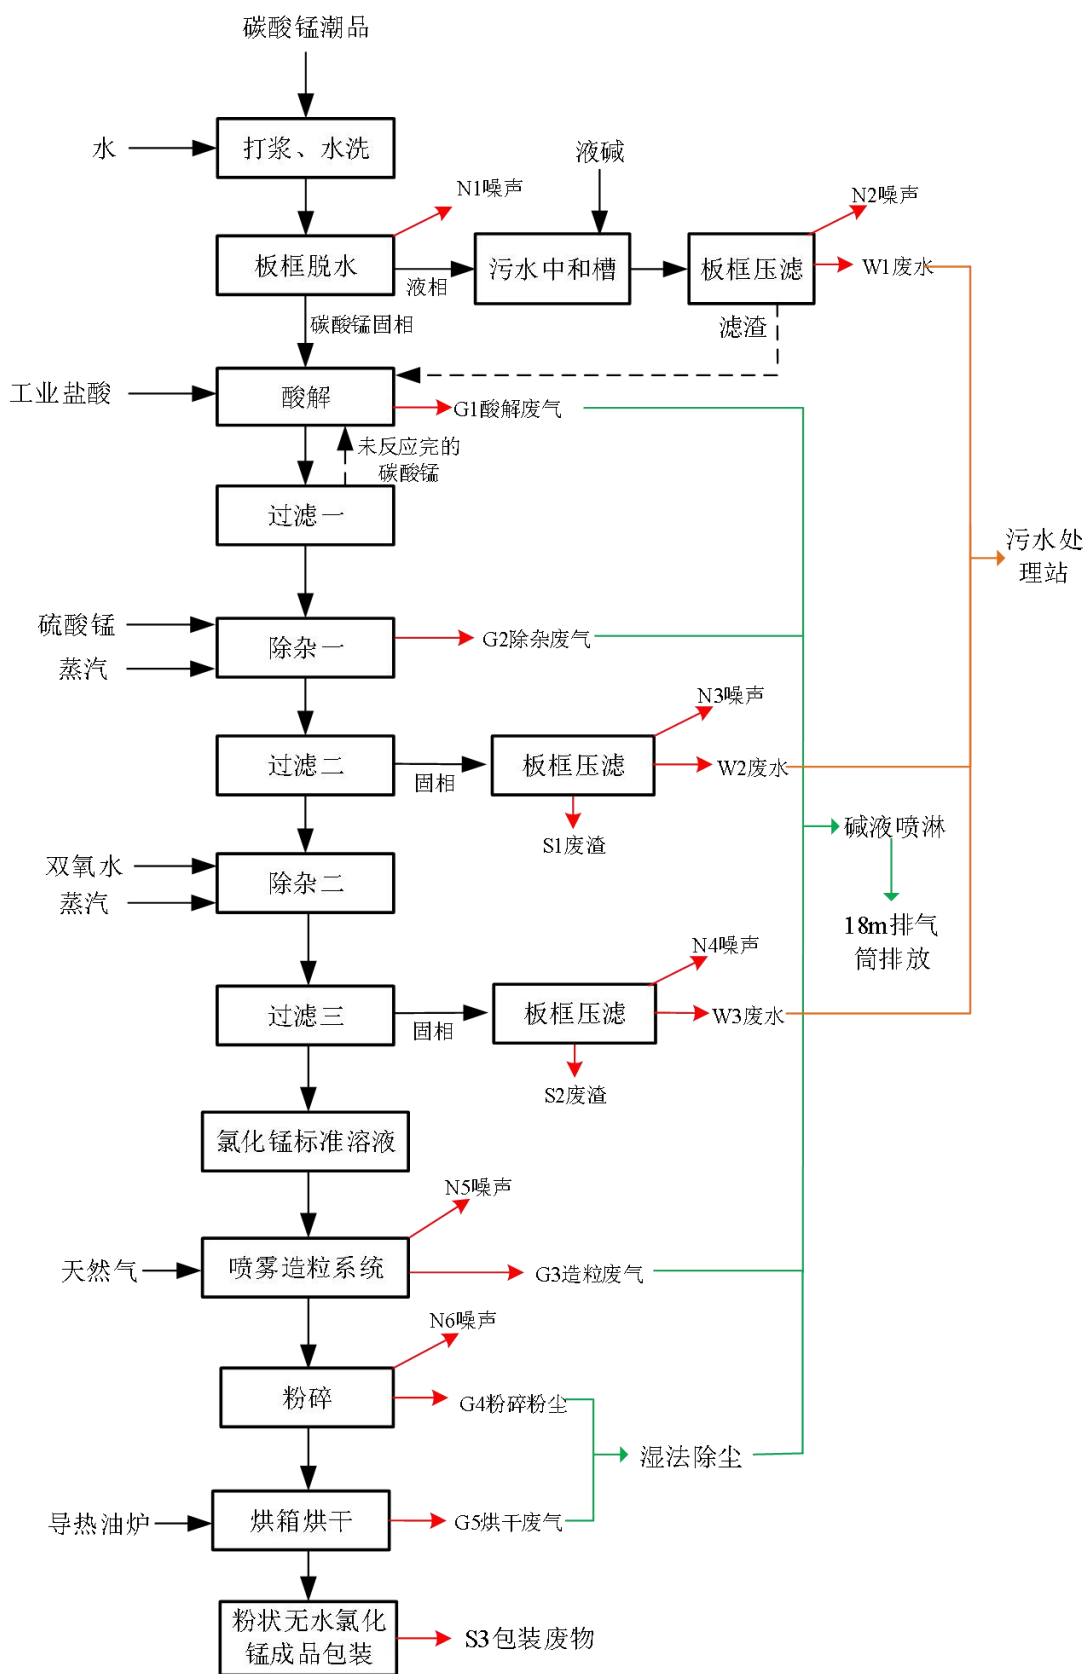 碳酸锰潮品
水
打浆、水洗
液碱
N1噪声
N2噪声
板框脱水
液相
污水中和槽
板框压滤
W1废水
碳酸锰固相
滤渣
工业盐酸
酸解
G1酸解废气
未反应完的
碳酸锰
过滤一
污水处
理站
硫酸锰
蒸汽
除杂一
G2除杂废气
N3噪声
过滤二
固相
板框压滤
W2废水
S1废渣
碱液喷淋
双氧水
蒸汽
除杂二
18m排气
筒排放
N4噪声
过滤三
固相
板框压滤
W3废水
S2废渣
氯化锰标准溶液
N5噪声
天然气
喷雾造粒系统
G3造粒废气
N6噪声
粉碎
G4粉碎粉尘
湿法除尘
导热油炉
烘箱烘干
G5烘干废气
粉状无水氯化
锰成品包装
S3包装废物